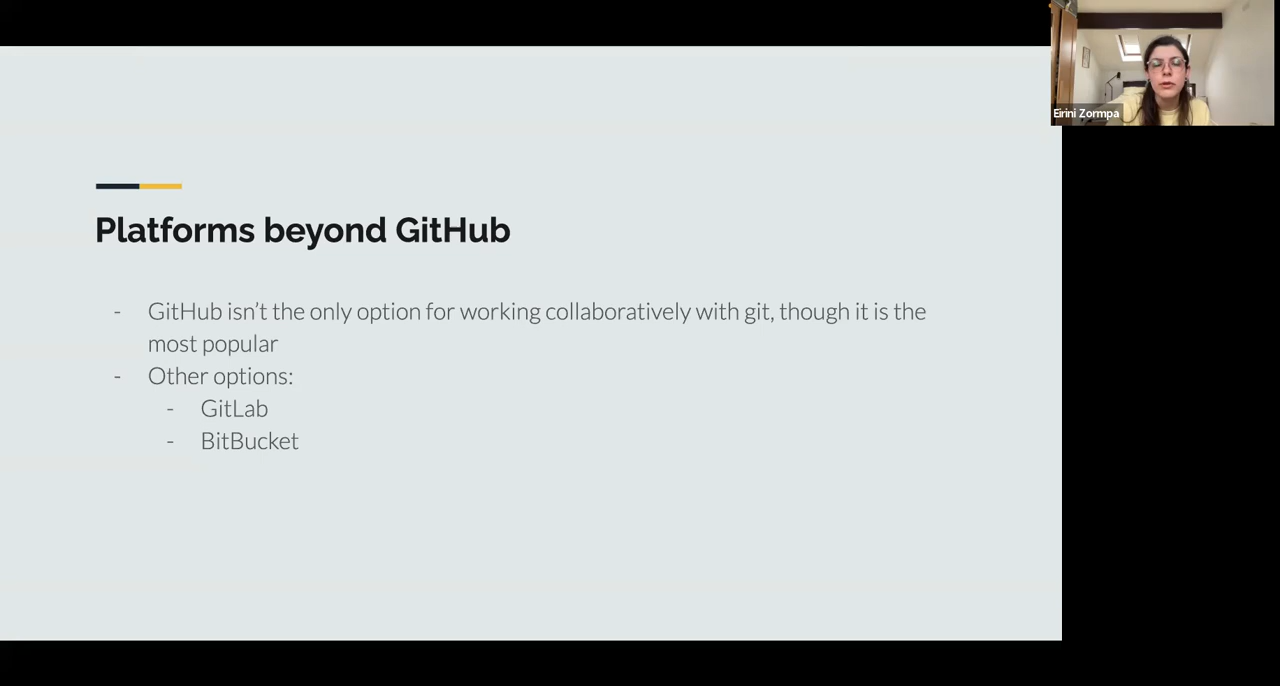 Eirini Zormpa
Platforms beyond GitHub
- GitHub isn’t the only option for working collaboratively with git, though it is the
most popular
- Other options:
- GitLab
- BitBucket